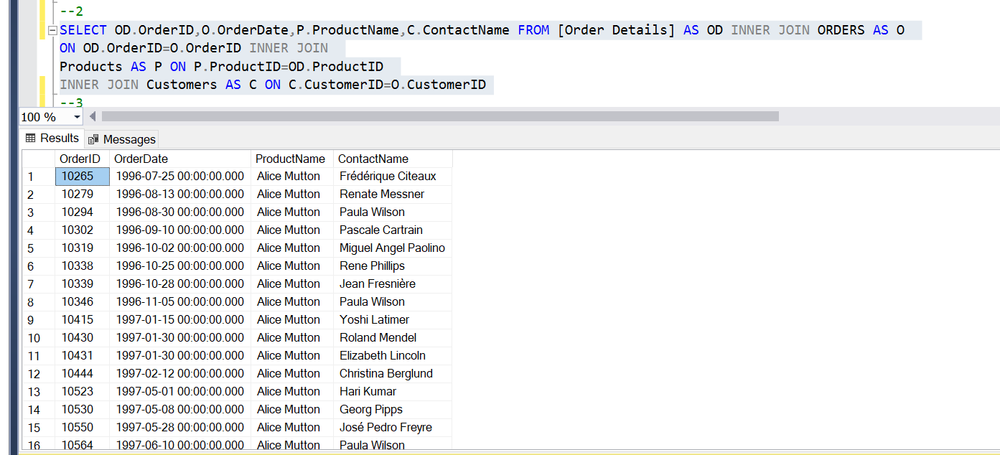 --2
SELECT OD.OrderID,O.OrderDate,P.ProductName,C.ContactName FROM [Order Details] AS OD INNER JOIN ORDERS AS O
ON OD.OrderID=O.OrderID INNER JOIN
Products AS P ON P.ProductID=OD.ProductID
INNER JOIN Customers AS C ON C.CustomerID=O.CustomerID
--3
100 %
Results Messages
OrderID OrderDate ProductName ContactName
1 10265 1996-07-25 00:00:00.000 Alice Mutton Frédérique Citeaux
2 10279 1996-08-13 00:00:00.000 Alice Mutton Renate Messner
3 10294 1996-08-30 00:00:00.000 Alice Mutton Paula Wilson
4 10302 1996-09-10 00:00:00.000 Alice Mutton Pascale Cartrain
5 10319 1996-10-02 00:00:00.000 Alice Mutton Miguel Angel Paolino
6 10338 1996-10-25 00:00:00.000 Alice Mutton Rene Phillips
7 10339 1996-10-28 00:00:00.000 Alice Mutton Jean Fresnière
8 10346 1996-11-05 00:00:00.000 Alice Mutton Paula Wilson
9 10415 1997-01-15 00:00:00.000 Alice Mutton Yoshi Latimer
10 10430 1997-01-30 00:00:00.000 Alice Mutton Roland Mendel
11 10431 1997-01-30 00:00:00.000 Alice Mutton Elizabeth Lincoln
12 10444 1997-02-12 00:00:00.000 Alice Mutton Christina Berglund
13 10523 1997-05-01 00:00:00.000 Alice Mutton Hari Kumar
14 10530 1997-05-08 00:00:00.000 Alice Mutton Georg Pipps
15 10550 1997-05-28 00:00:00.000 Alice Mutton José Pedro Freyre
16 10564 1997-06-10 00:00:00.000 Alice Mutton Paula Wilson